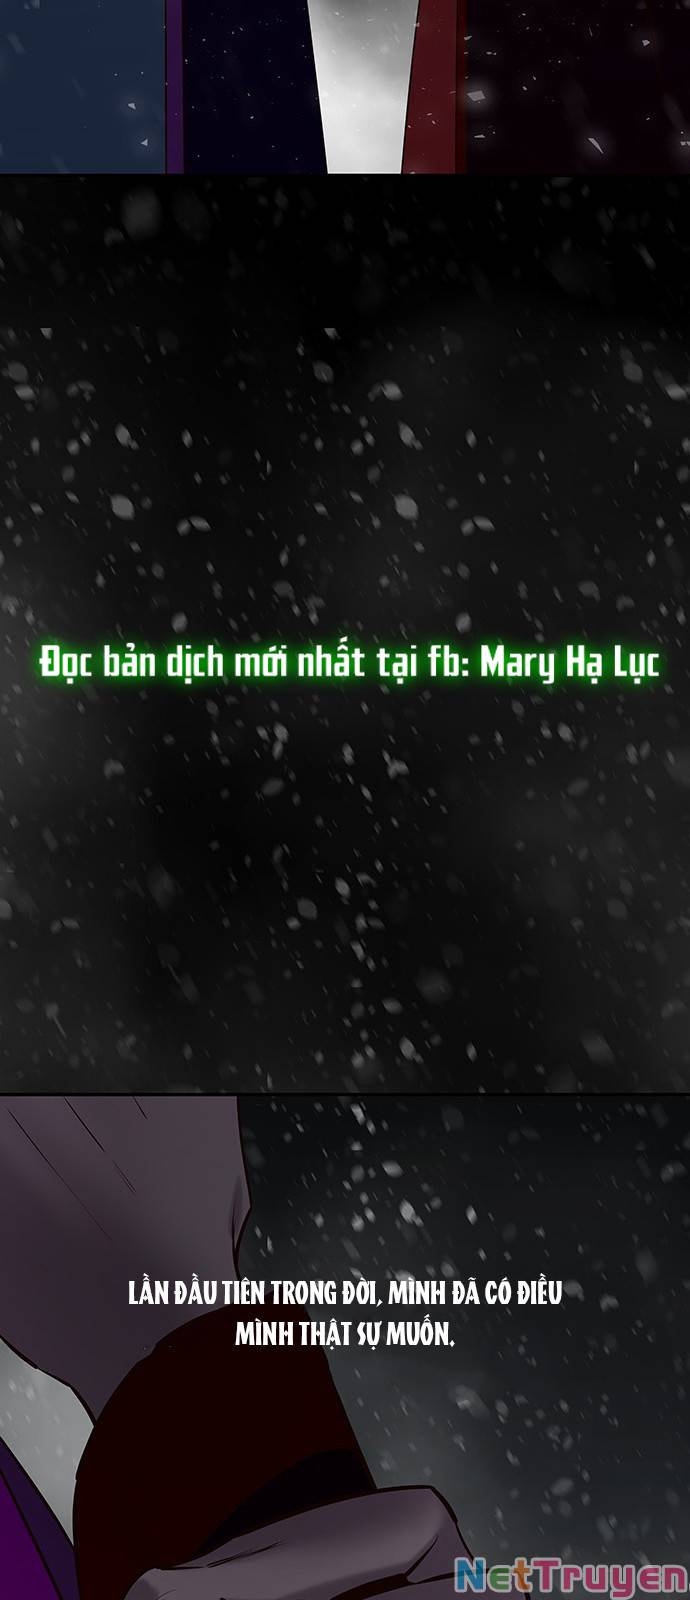 Đọc bản dịch mới nhất tại fb: Mary Hạ Lục
LẦN ĐẦU TIÊN TRONG ĐỜI, MÌNH ĐÃ CÓ ĐIỀU
MÌNH THẬT SỰ MUỐN.
NetTruyen